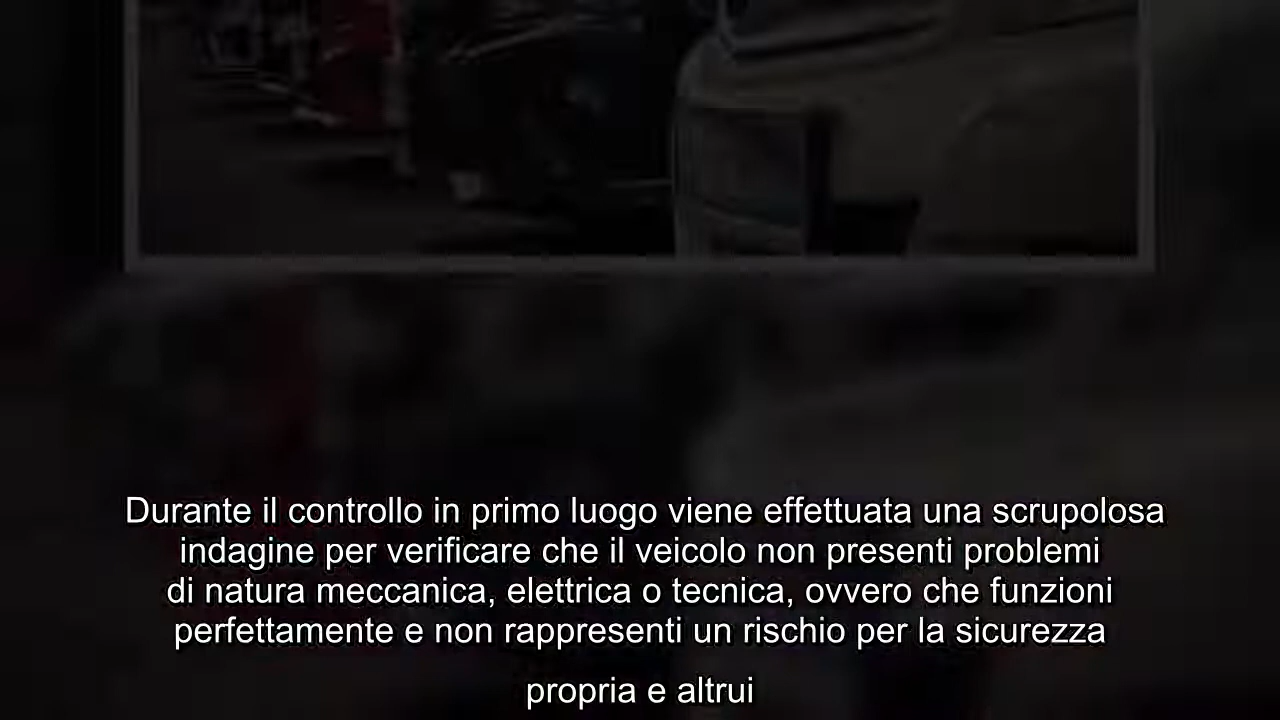 Durante il controllo in primo luogo viene effettuata una scrupolosa
indagine per verificare che il veicolo non presenti problemi
di natura meccanica, elettrica o tecnica, ovvero che funzioni
perfettamente e non rappresenti un rischio per la sicurezza
propria e altrui